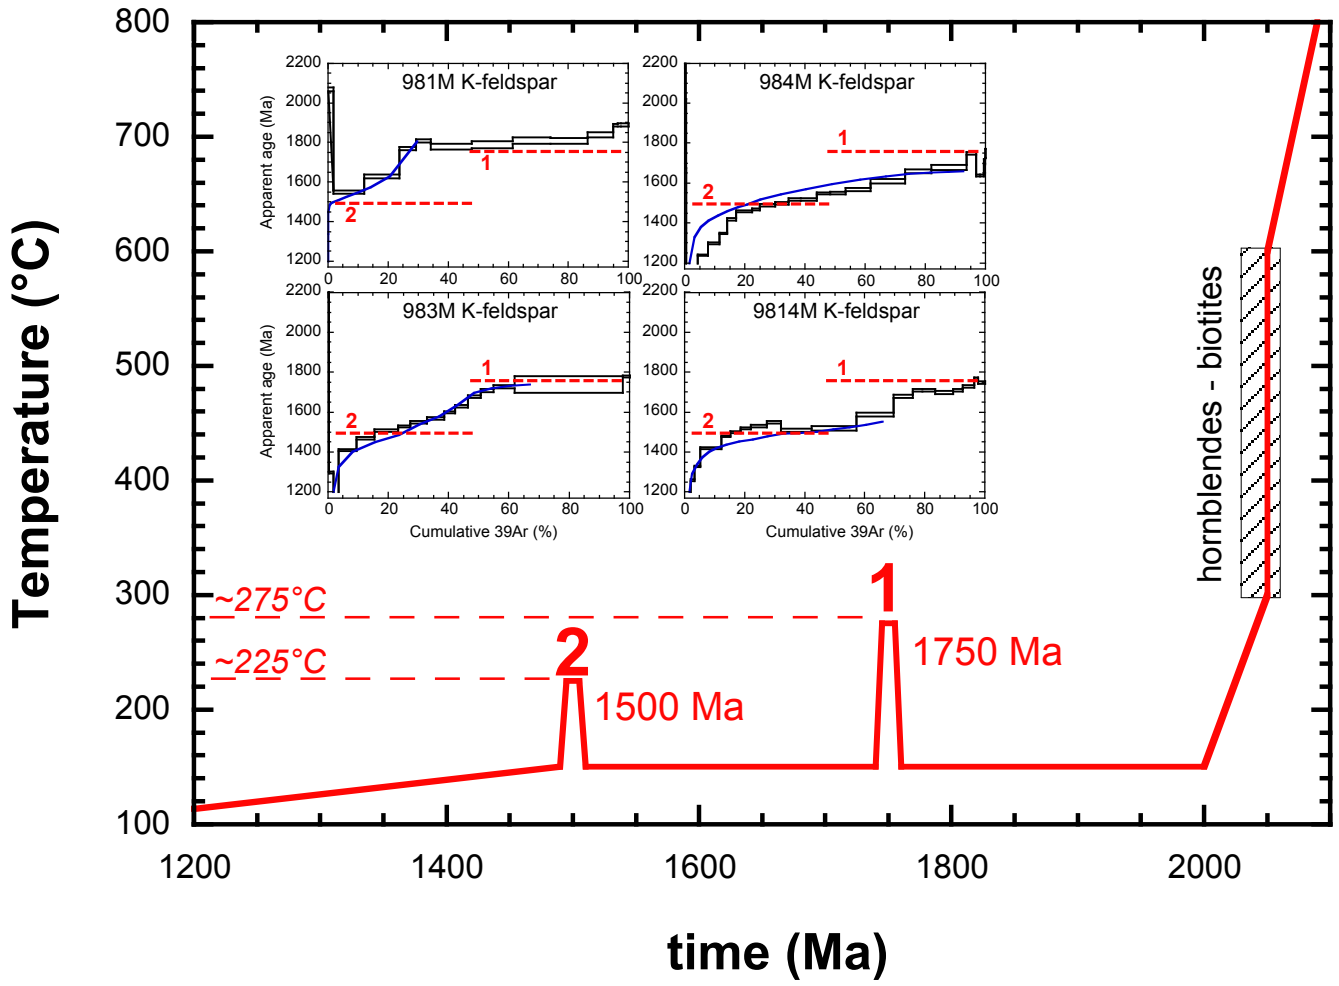 800
700
600
500
400
300
200
100
Temperature (°C)
1200
1400
1600
1800
2000
time (Ma)
981M K-feldspar
2200
2000
1800
1600
1400
1200
Apparent age (Ma)
1
2
0 20 40 60 80 100
984M K-feldspar
2200
2000
1800
1600
1400
1200
1
2
0 20 40 60 80 100
983M K-feldspar
2200
2000
1800
1600
1400
1200
Apparent age (Ma)
1
2
0 20 40 60 80 100
Cumulative 39Ar (%)
9814M K-feldspar
2200
2000
1800
1600
1400
1200
1
2
0 20 40 60 80 100
Cumulative 39Ar (%)
hornblendes - biotites
~275°C
1
1750 Ma
~225°C
2
1500 Ma